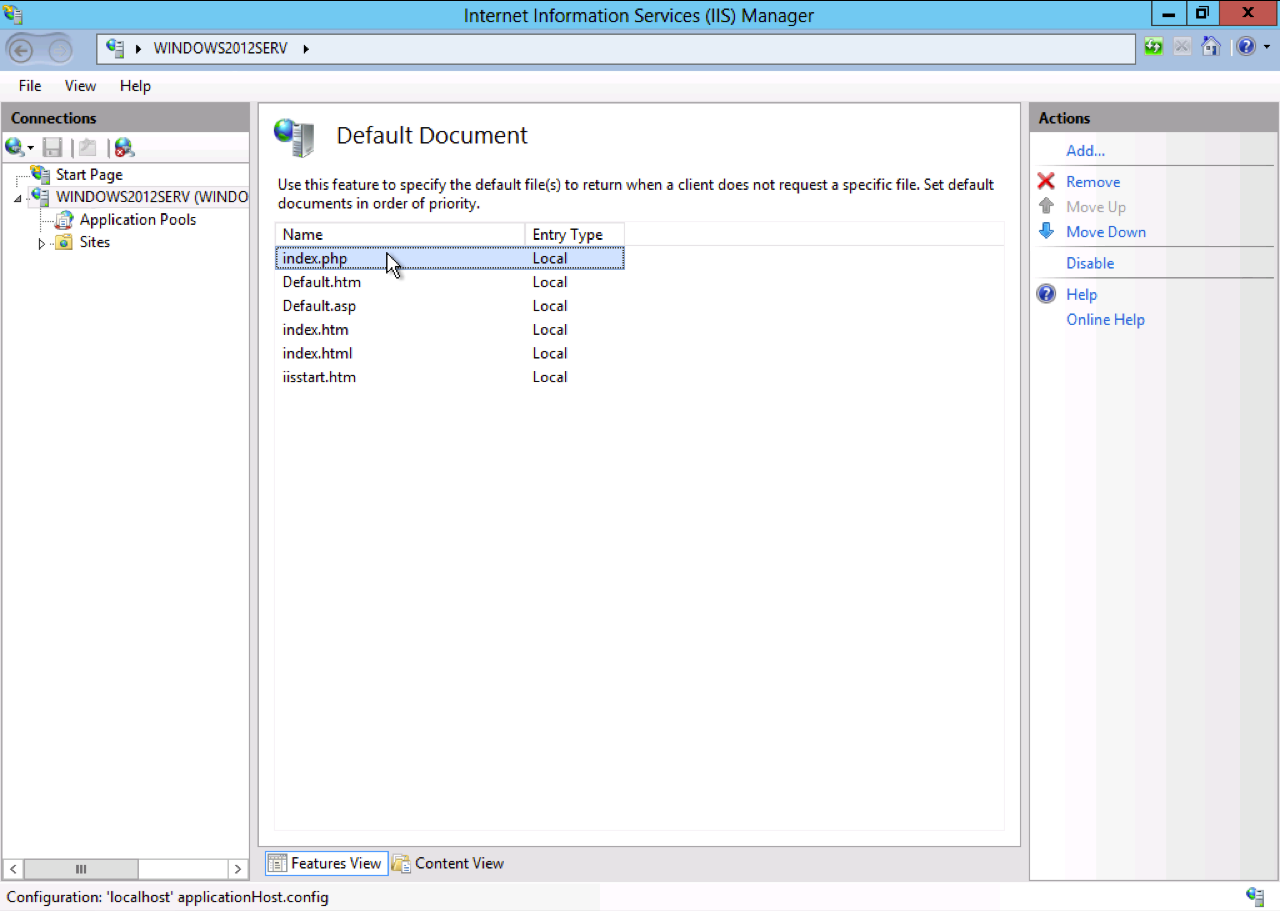 Internet Information Services (IIS) Manager
WINDOWS2012SERV
File View Help
Connections
Start Page
WINDOWS2012SERV (WINDO
Application Pools
Sites
Default Document
Use this feature to specify the default file(s) to return when a client does not request a specific file. Set default
documents in order of priority.
Name Entry Type
index.php Local
Default.htm Local
Default.asp Local
index.htm Local
index.html Local
iisstart.htm Local
Features View Content View
Actions
Add...
Remove
Move Up
Move Down
Disable
Help
Online Help
Configuration: 'localhost' applicationHost.config